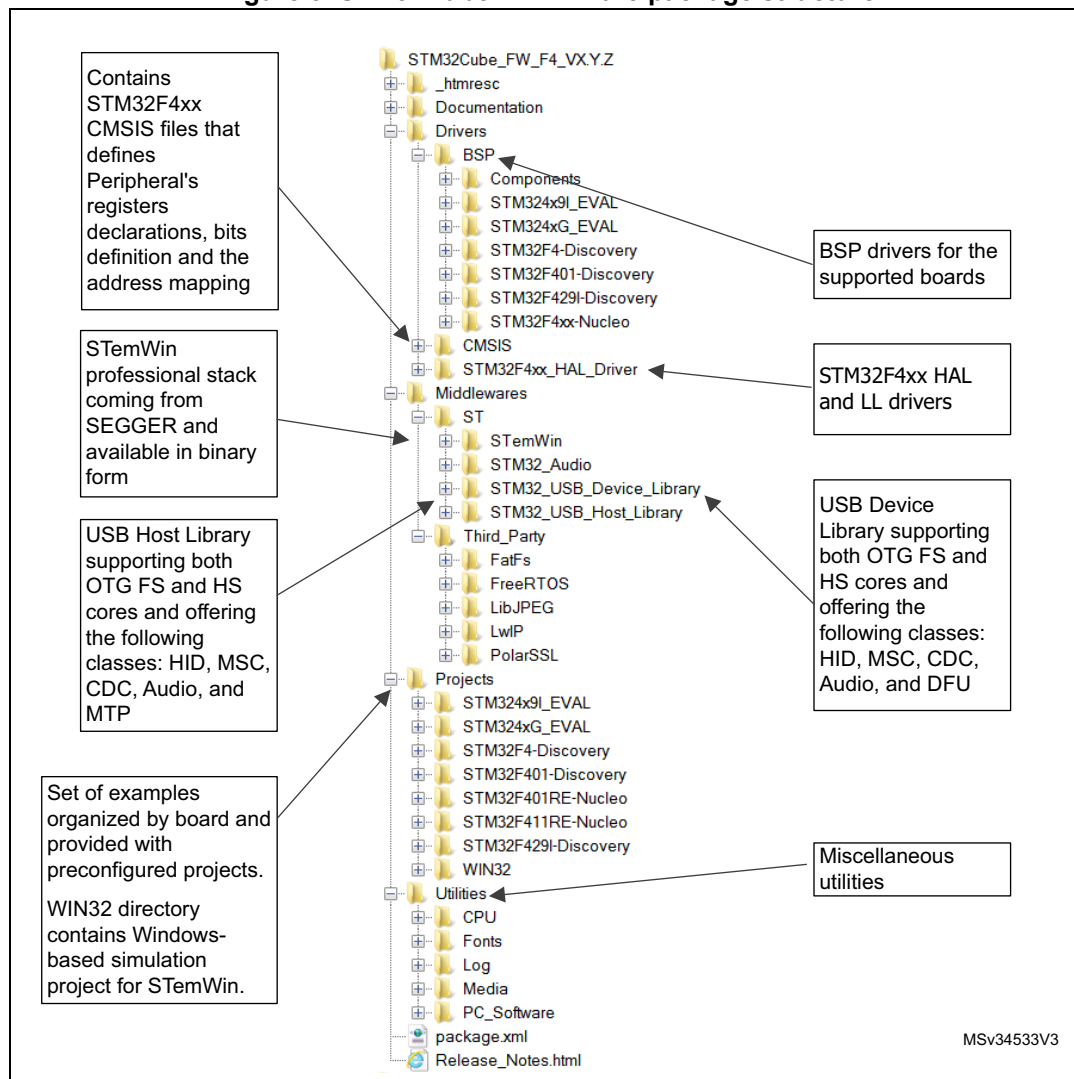 STM32Cube_FW_F4_VX.Y.Z
_htmresc
Documentation
Drivers
BSP
Components
STM324x9I_EVAL
STM324xG_EVAL
STM32F4-Discovery
STM32F401-Discovery
STM32F429I-Discovery
STM32F4xx-Nucleo
CMSIS
STM32F4xx_HAL_Driver
Middlewares
ST
STemWin
STM32_Audio
STM32_USB_Device_Library
STM32_USB_Host_Library
Third_Party
FatFs
FreeRTOS
LibJPEG
LwIP
PolarSSL
Projects
STM324x9I_EVAL
STM324xG_EVAL
STM32F4-Discovery
STM32F401-Discovery
STM32F401RE-Nucleo
STM32F411RE-Nucleo
STM32F429I-Discovery
WIN32
Utilities
CPU
Fonts
Log
Media
PC_Software
package.xml
Release_Notes.html
Contains
STM32F4xx
CMSIS files that
defines
Peripheral's
registers
declarations, bits
definition and the
address mapping
STemWin
professional stack
coming from
SEGGER and
available in binary
form
USB Host Library
supporting both
OTG FS and HS
cores and offering
the following
classes: HID, MSC,
CDC, Audio, and
MTP
Set of examples
organized by board and
provided with
preconfigured projects.
WIN32 directory
contains Windows-
based simulation
project for STemWin.
BSP drivers for the
supported boards
STM32F4xx HAL
and LL drivers
USB Device
Library supporting
both OTG FS and
HS cores and
offering the
following classes:
HID, MSC, CDC,
Audio, and DFU
Miscellaneous
utilities
MSv34533V3